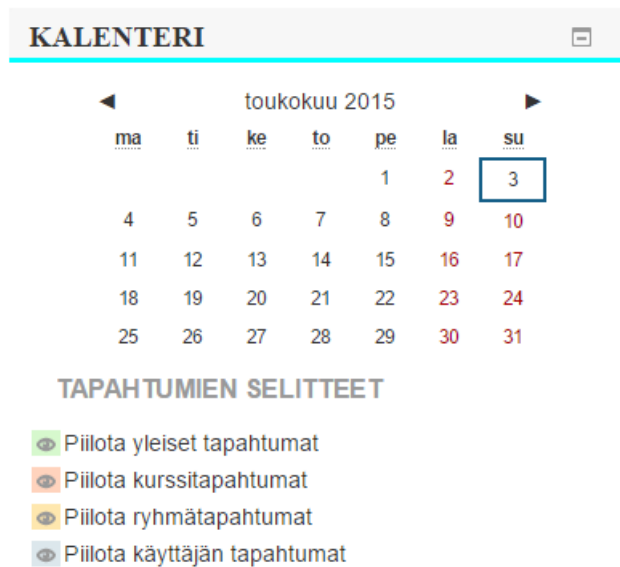 KALENTERI
◄ toukokuu 2015 ►
ma ti ke to pe la su
1 2 3
4 5 6 7 8 9 10
11 12 13 14 15 16 17
18 19 20 21 22 23 24
25 26 27 28 29 30 31
TAPAHTUMIEN SELITTEET
Piilota yleiset tapahtumat
Piilota kurssitapahtumat
Piilota ryhmätapahtumat
Piilota käyttäjän tapahtumat